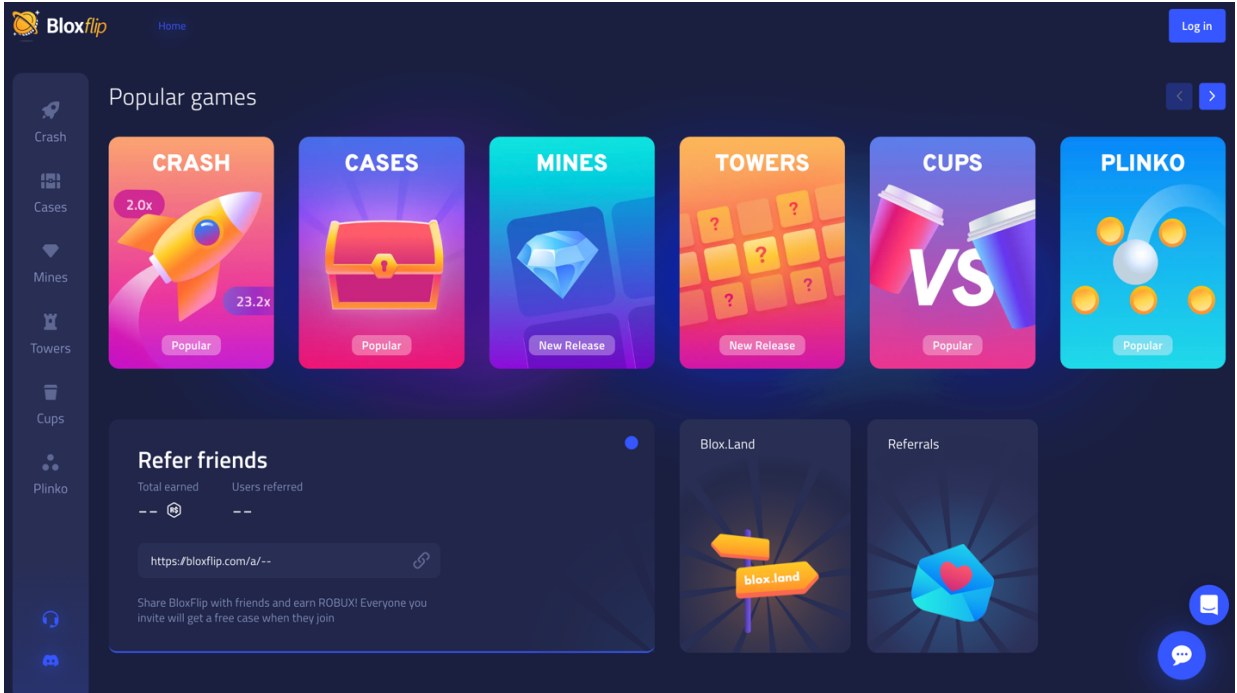 Bloxflip
Home
Log in
Crash
Cases
Mines
Towers
Cups
Plinko
Popular games
CRASH
2.0x
23.2x
Popular
CASES
Popular
MINES
New Release
TOWERS
? ?
?
? ?
New Release
CUPS
VS
Popular
PLINKO
Popular
Refer friends
Total earned Users referred
-- R$ --
https://bloxflip.com/a/--
Share BloxFlip with friends and earn ROBUX! Everyone you
invite will get a free case when they join
Blox.Land
blox.land
Referrals